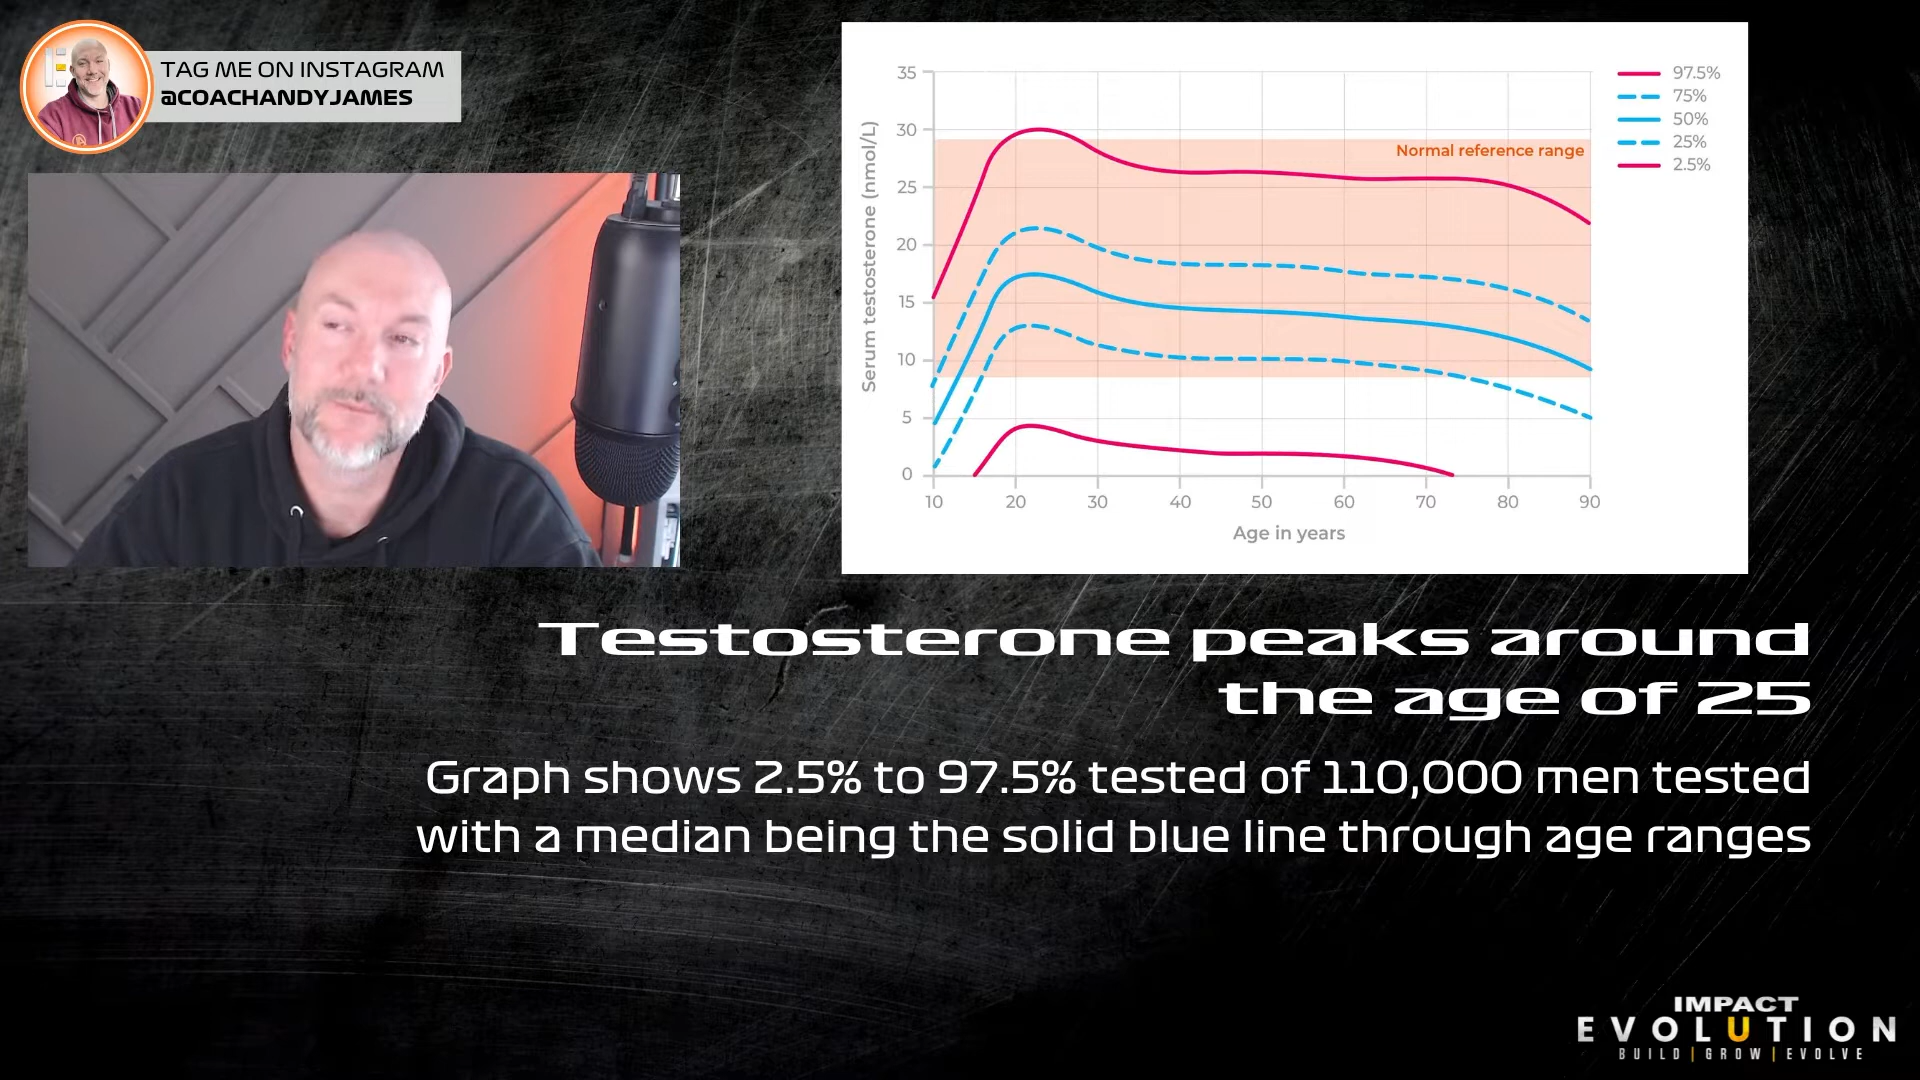 TAG ME ON INSTAGRAM
@COACHANDYJAMES
35
30
25
20
15
10
5
0
Serum testosterone (nmol/L)
Normal reference range
10 20 30 40 50 60 70 80 90
Age in years
97.5%
75%
50%
25%
2.5%
Testosterone peaks around
the age of 25
Graph shows 2.5% to 97.5% tested of 110,000 men tested
with a median being the solid blue line through age ranges
IMPACT
EVOLUTION
BUILD | GROW | EVOLVE